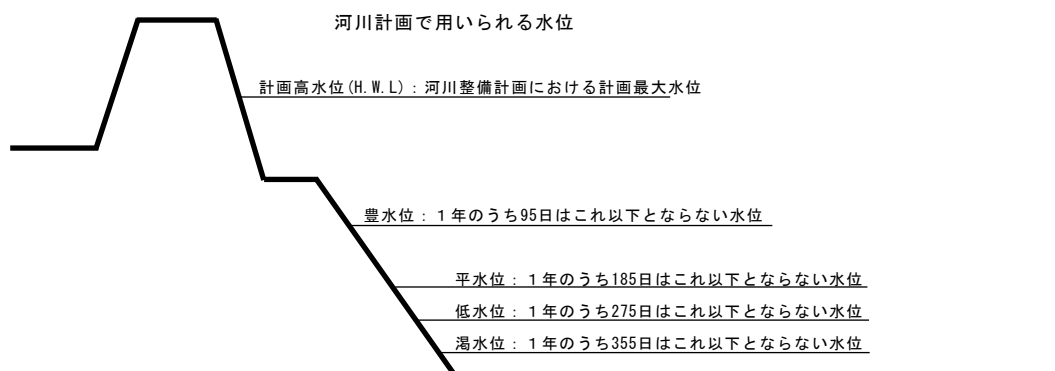 河川計画で用いられる水位
計画高水位(H.W.L)：河川整備計画における計画最大水位
豊水位：１年のうち95日はこれ以下とならない水位
平水位：１年のうち185日はこれ以下とならない水位
低水位：１年のうち275日はこれ以下とならない水位
渇水位：１年のうち355日はこれ以下とならない水位